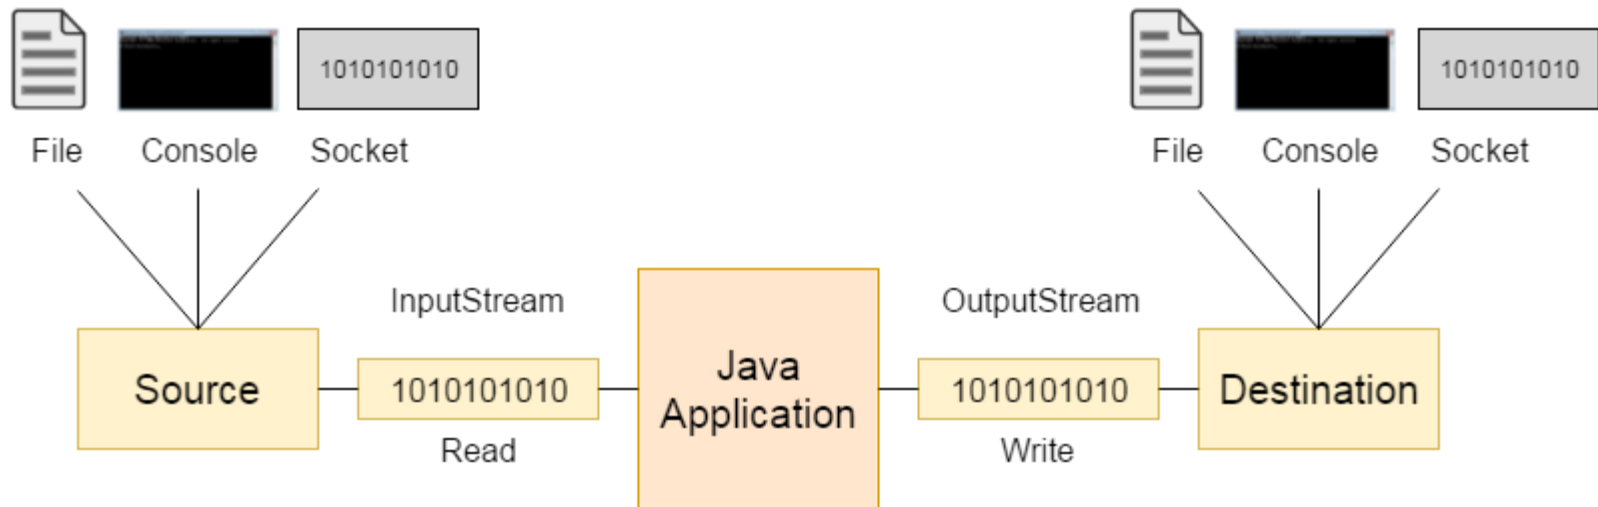 1010101010
1010101010
File Console Socket
File Console Socket
InputStream
OutputStream
Source
1010101010
Java
Application
1010101010
Destination
Read
Write